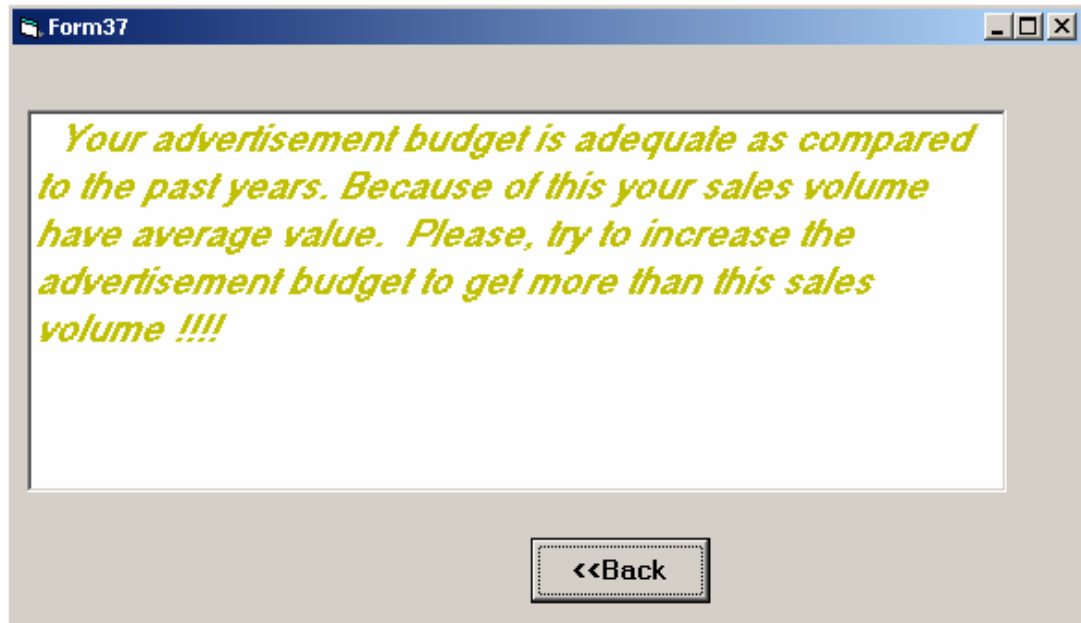 Form37
Your advertisement budget is adequate as compared
to the past years. Because of this your sales volume
have average value.  Please, try to increase the
advertisement budget to get more than this sales
volume !!!!
<<Back